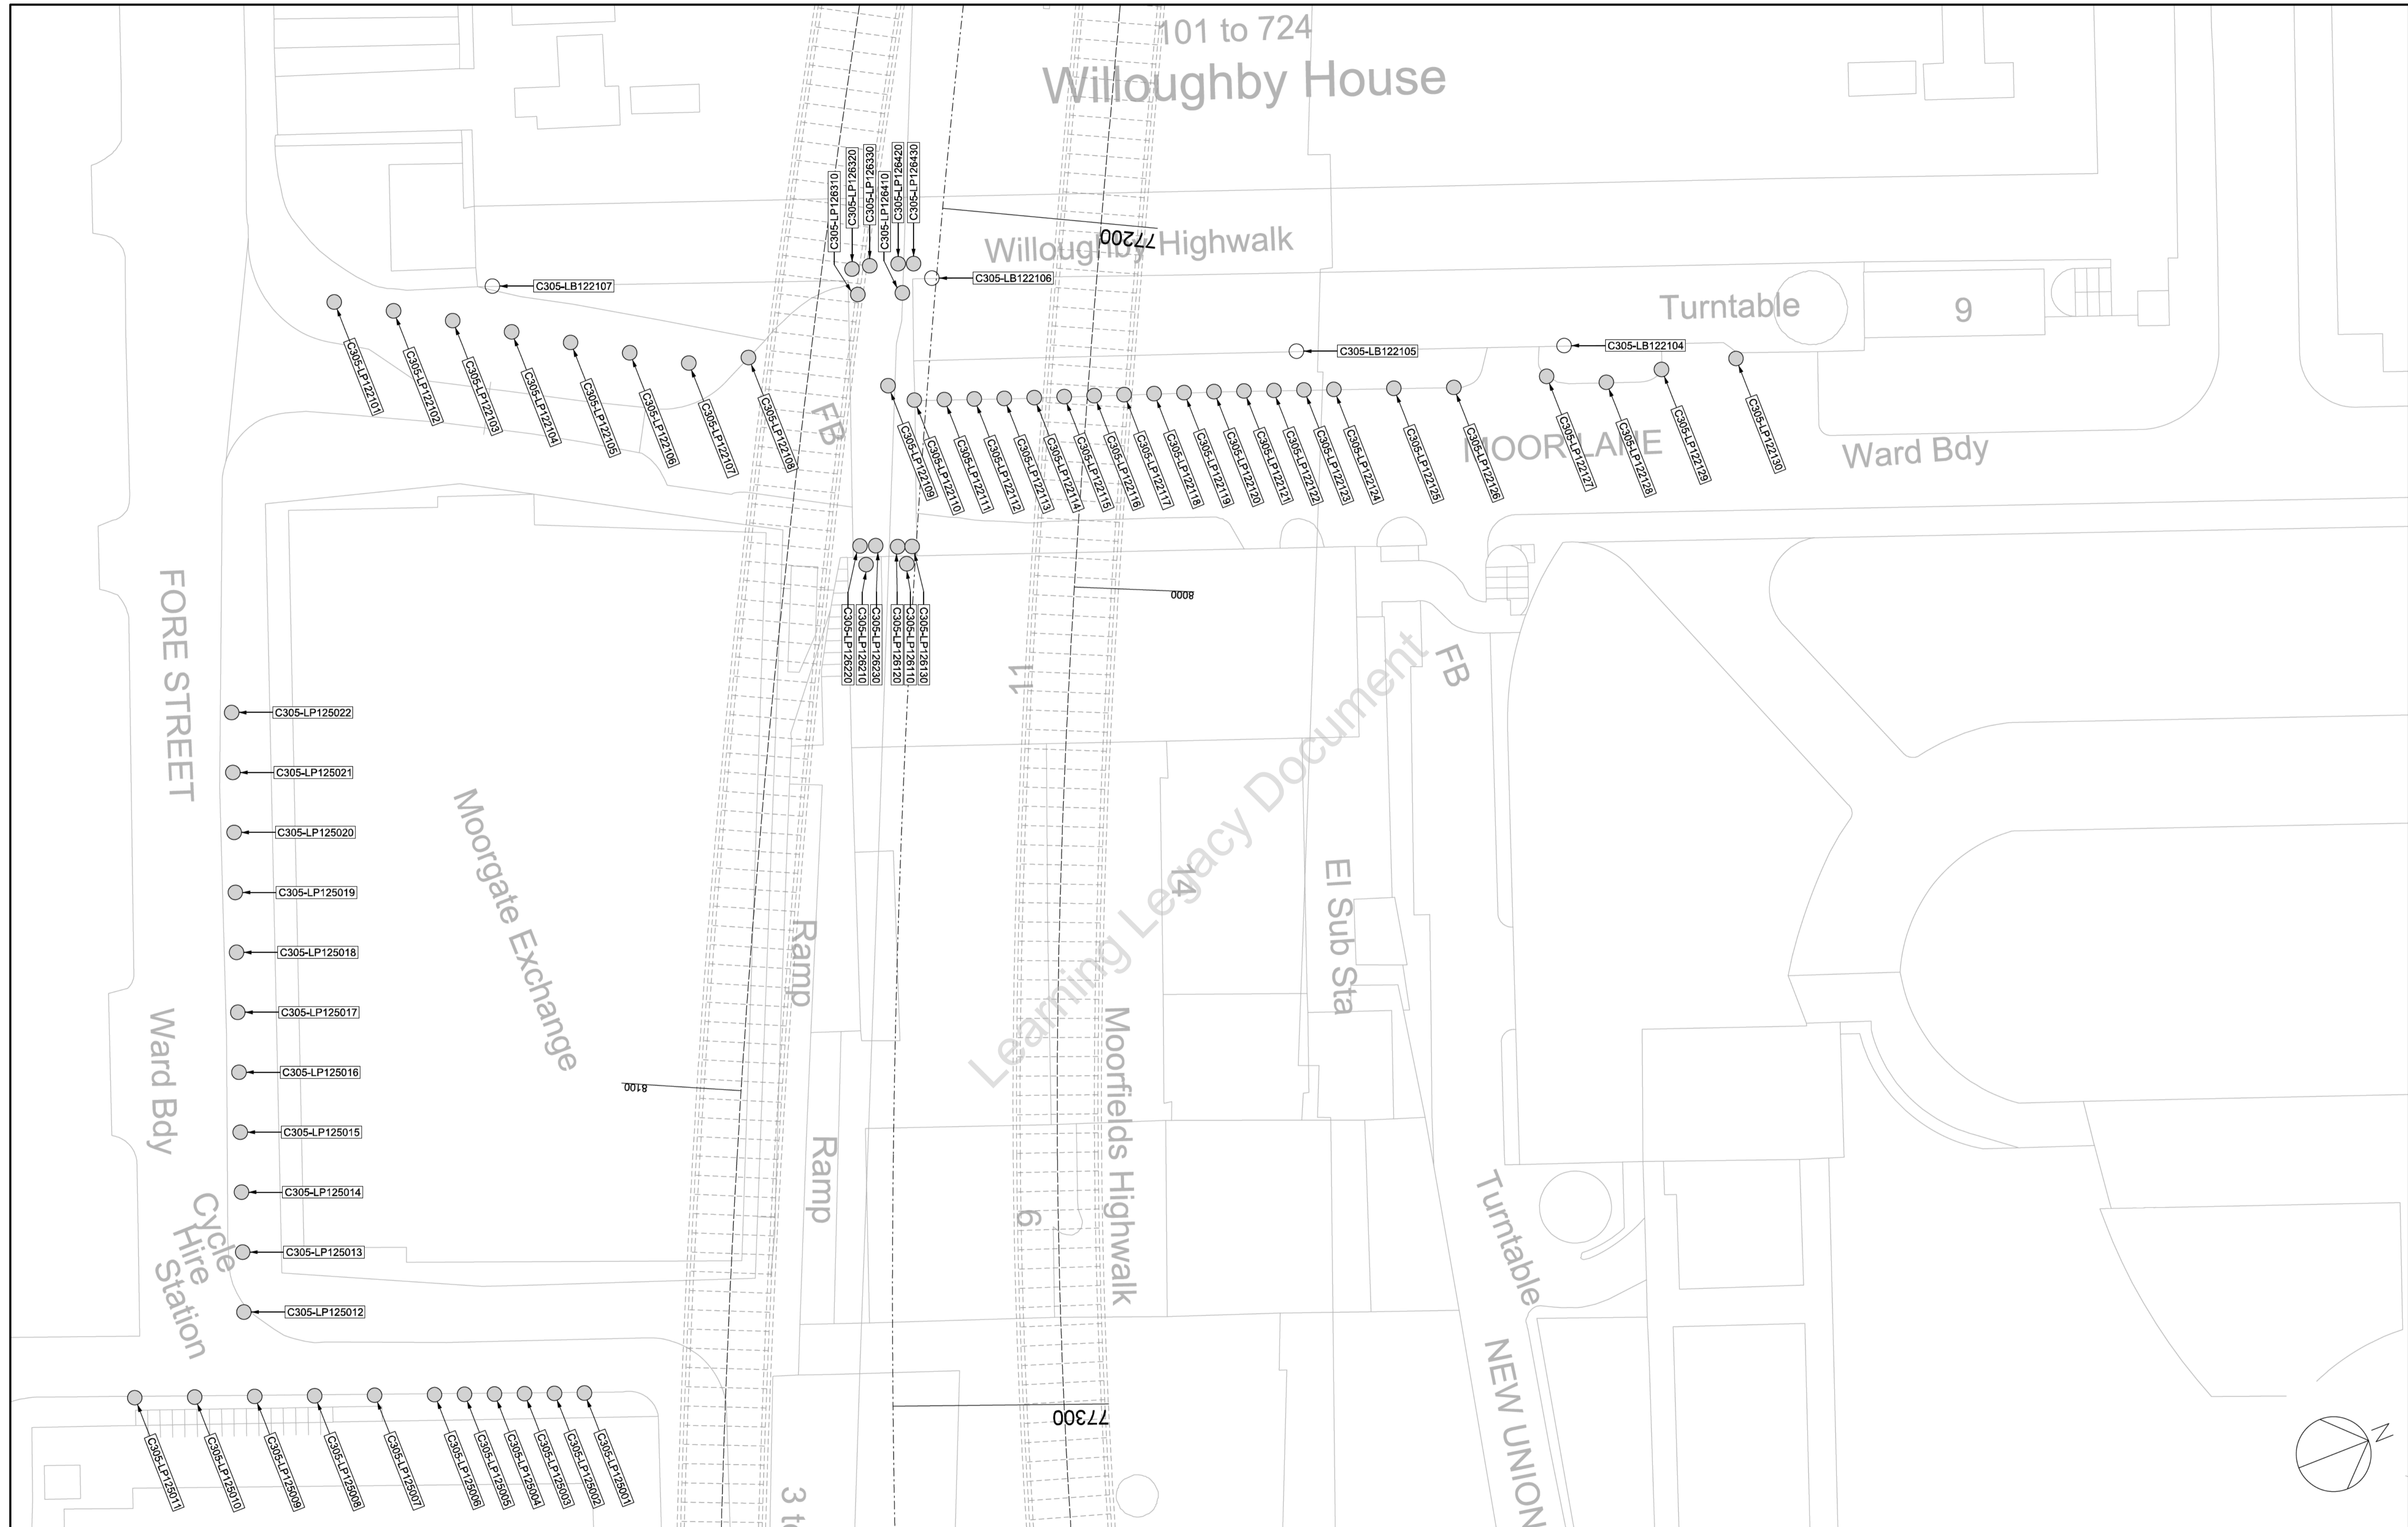 101 to 724
Willoughby House
C305-LP126310
C305-LP126320
C305-LP126330
C305-LP126410
C305-LP126420
C305-LP126430
77200
Willoughby Highwalk
C305-LB122107
C305-LB122106
Turntable
9
C305-LB122105
C305-LB122104
C305-LP122101
C305-LP122102
C305-LP122103
C305-LP122104
C305-LP122105
C305-LP122106
C305-LP122107
C305-LP122108
FB
C305-LP122109
C305-LP122110
C305-LP122111
C305-LP122112
C305-LP122113
C305-LP122114
C305-LP122115
C305-LP122116
C305-LP122117
C305-LP122118
C305-LP122119
C305-LP122120
C305-LP122121
C305-LP122122
C305-LP122123
C305-LP122124
C305-LP122125
C305-LP122126
MOOR LANE
C305-LP122127
C305-LP122128
C305-LP122129
C305-LP122130
Ward Bdy
C305-LP126220
C305-LP126210
C305-LP126230
C305-LP126120
C305-LP126110
C305-LP126130
8000
FORE STREET
11
FB
C305-LP125022
C305-LP125021
C305-LP125020
C305-LP125019
C305-LP125018
C305-LP125017
C305-LP125016
C305-LP125015
C305-LP125014
C305-LP125013
C305-LP125012
Moorgate Exchange
Ramp
14
El Sub Sta
Learning Legacy Document
Ward Bdy
8100
Moorfields Highwalk
Ramp
6
Turntable
Cycle
Hire
Station
NEW UNION
77300
C305-LP125011
C305-LP125010
C305-LP125009
C305-LP125008
C305-LP125007
C305-LP125006
C305-LP125005
C305-LP125004
C305-LP125003
C305-LP125002
C305-LP125001
N